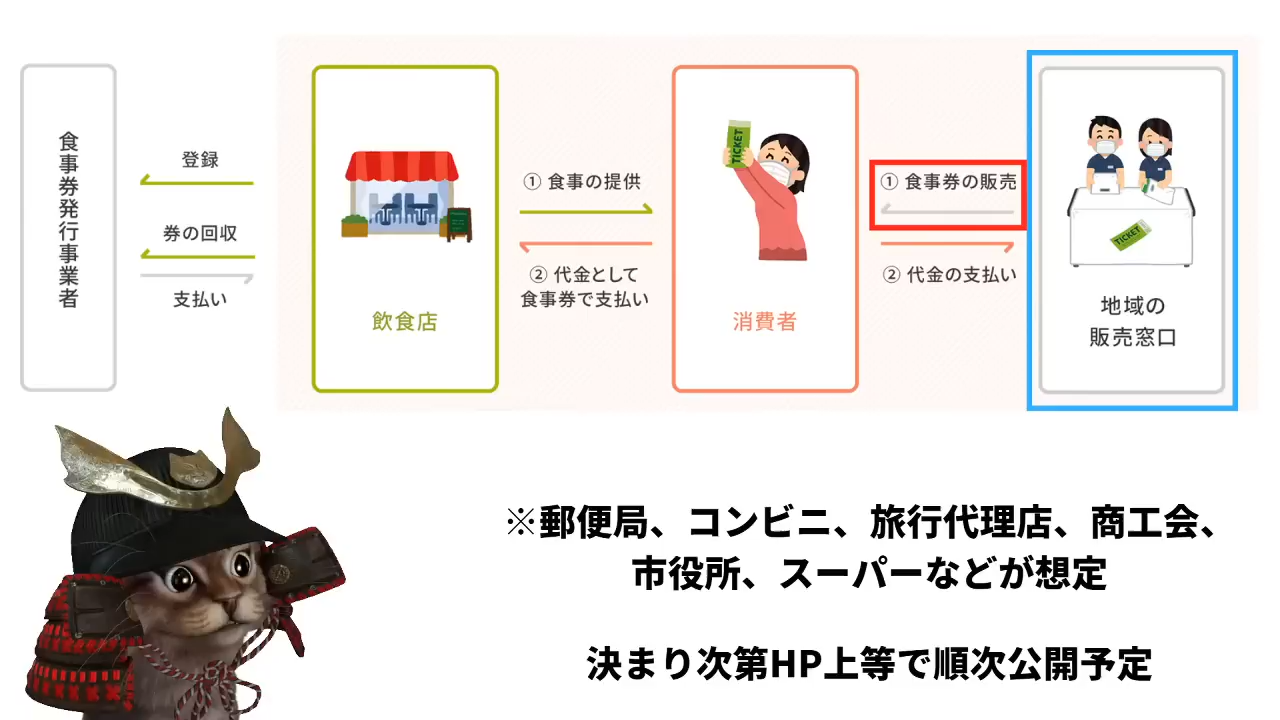 食事券発行事業者
登録
券の回収
支払い
飲食店
① 食事の提供
② 代金として
食事券で支払い
TICKET
消費者
① 食事券の販売
② 代金の支払い
TICKET
地域の
販売窓口
※郵便局、コンビニ、旅行代理店、商工会、
市役所、スーパーなどが想定
決まり次第HP上等で順次公開予定